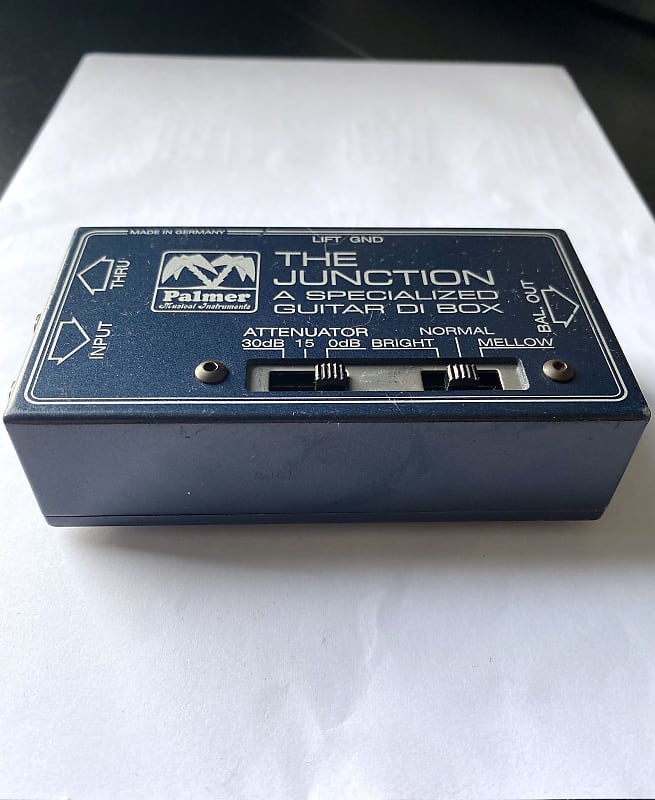 MADE IN GERMANY
LIFT GND
THRU
INPUT
Palmer
Musical Instruments
THE
JUNCTION
A SPECIALIZED
GUITAR DI BOX
BAL. OUT
ATTENUATOR
30dB 15 0dB
NORMAL
BRIGHT MELLOW